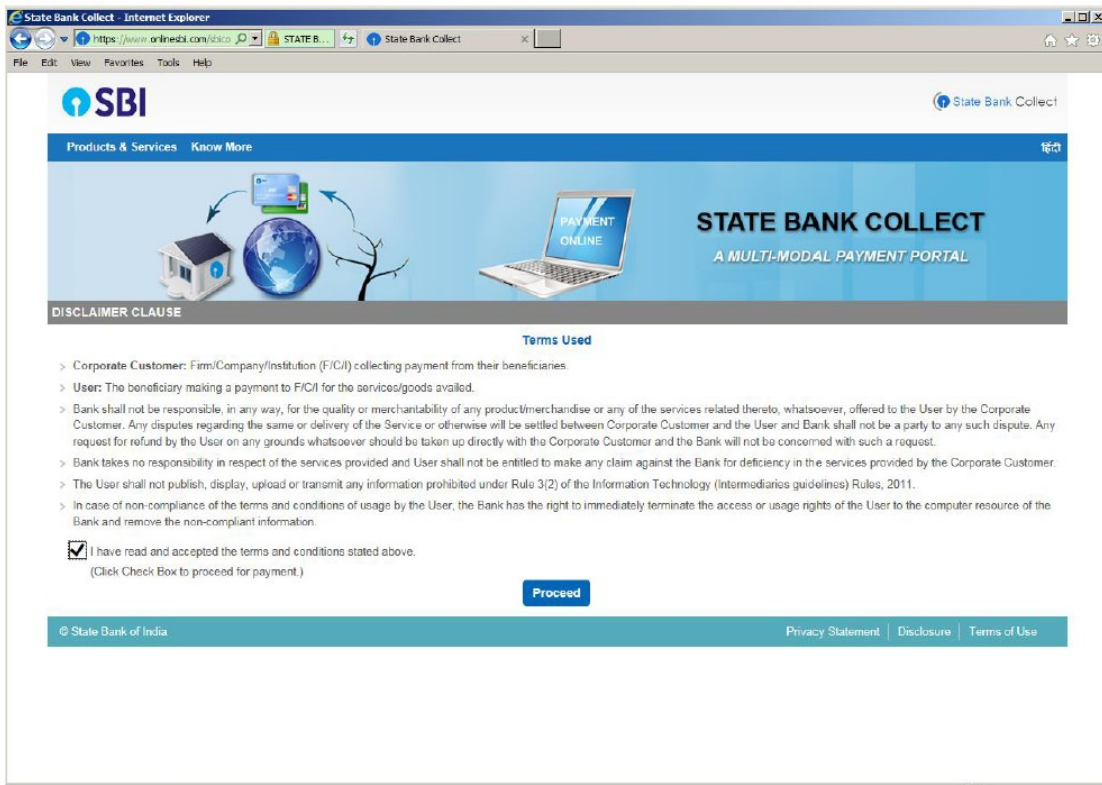 State Bank Collect - Internet Explorer
https://www.onlinesbi.com/sbico
STATE B...
State Bank Collect
File Edit View Favorites Tools Help
SBI
State Bank Collect
Products & Services Know More
हिंदी
PAYMENT
ONLINE
STATE BANK COLLECT
A MULTI-MODAL PAYMENT PORTAL
DISCLAIMER CLAUSE
Terms Used
> Corporate Customer: Firm/Company/Institution (F/C/I) collecting payment from their beneficiaries.
> User: The beneficiary making a payment to F/C/I for the services/goods availed.
> Bank shall not be responsible, in any way, for the quality or merchantability of any product/merchandise or any of the services related thereto, whatsoever, offered to the User by the Corporate
Customer. Any disputes regarding the same or delivery of the Service or otherwise will be settled between Corporate Customer and the User and Bank shall not be a party to any such dispute. Any
request for refund by the User on any grounds whatsoever should be taken up directly with the Corporate Customer and the Bank will not be concerned with such a request.
> Bank takes no responsibility in respect of the services provided and User shall not be entitled to make any claim against the Bank for deficiency in the services provided by the Corporate Customer.
> The User shall not publish, display, upload or transmit any information prohibited under Rule 3(2) of the Information Technology (Intermediaries guidelines) Rules, 2011.
> In case of non-compliance of the terms and conditions of usage by the User, the Bank has the right to immediately terminate the access or usage rights of the User to the computer resource of the
Bank and remove the non-compliant information.
I have read and accepted the terms and conditions stated above.
(Click Check Box to proceed for payment.)
Proceed
© State Bank of India
Privacy Statement | Disclosure | Terms of Use